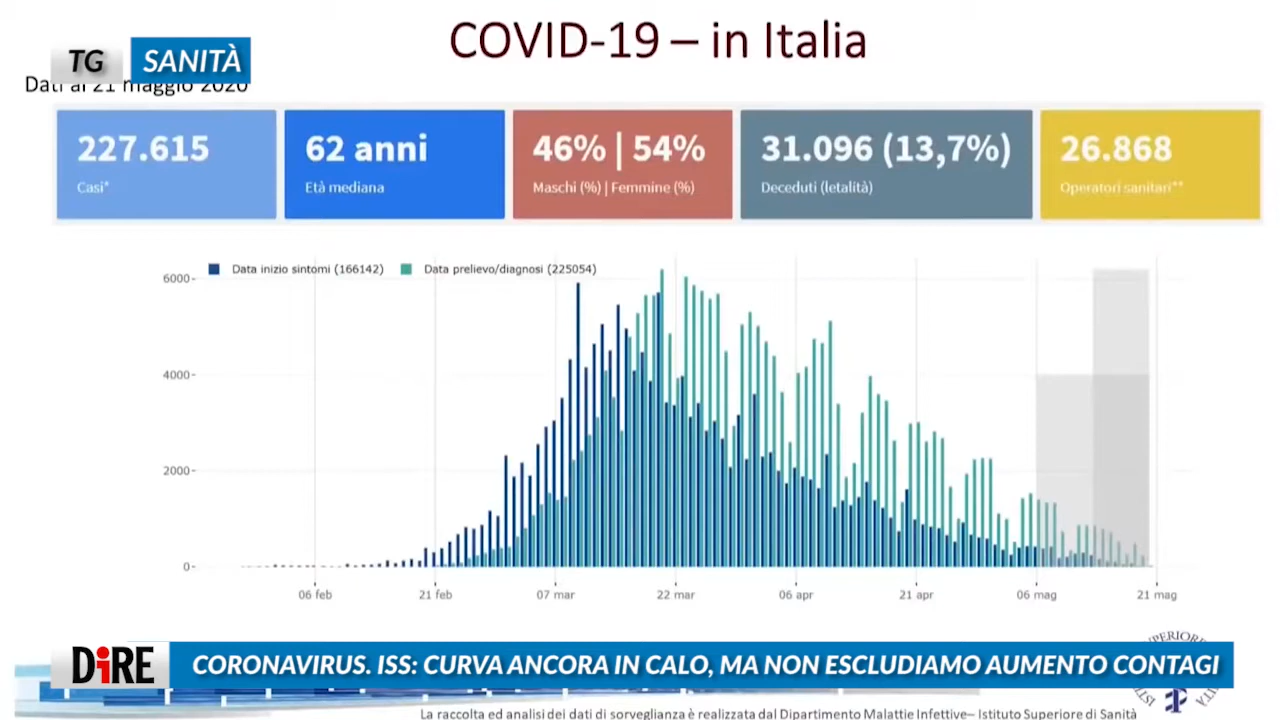 COVID-19 – in Italia
TG SANITÀ
Dati al 21 maggio 2020
227.615
Casi*
62 anni
Età mediana
46% | 54%
Maschi (%) | Femmine (%)
31.096 (13,7%)
Deceduti (letalità)
26.868
Operatori sanitari**
Data inizio sintomi (166142)
Data prelievo/diagnosi (225054)
6000
4000
2000
0
06 feb
21 feb
07 mar
22 mar
06 apr
21 apr
06 mag
21 mag
DiRE
CORONAVIRUS. ISS: CURVA ANCORA IN CALO, MA NON ESCLUDIAMO AUMENTO CONTAGI
La raccolta ed analisi dei dati di sorveglianza è realizzata dal Dipartimento Malattie Infettive– Istituto Superiore di Sanità